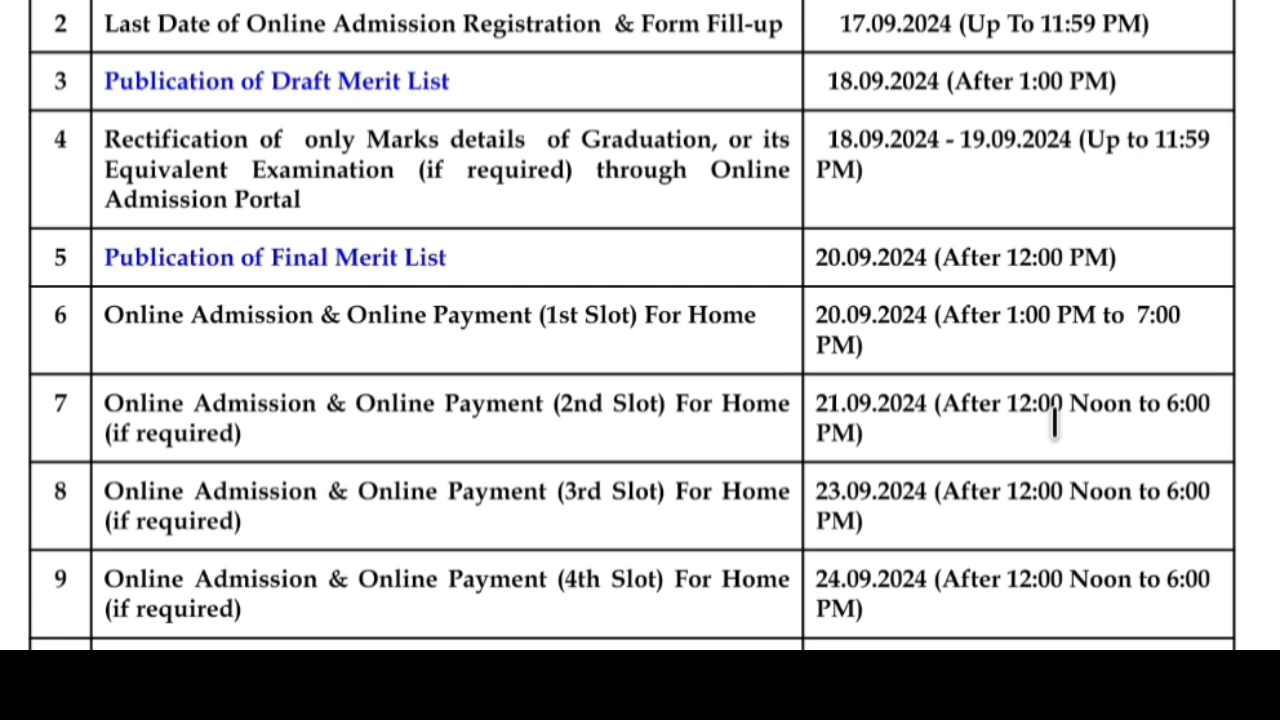 2 Last Date of Online Admission Registration & Form Fill-up 17.09.2024 (Up To 11:59 PM)
3 Publication of Draft Merit List 18.09.2024 (After 1:00 PM)
4 Rectification of only Marks details of Graduation, or its 18.09.2024 - 19.09.2024 (Up to 11:59
Equivalent Examination (if required) through Online PM)
Admission Portal
5 Publication of Final Merit List 20.09.2024 (After 12:00 PM)
6 Online Admission & Online Payment (1st Slot) For Home 20.09.2024 (After 1:00 PM to 7:00
PM)
7 Online Admission & Online Payment (2nd Slot) For Home 21.09.2024 (After 12:00 Noon to 6:00
(if required) PM)
8 Online Admission & Online Payment (3rd Slot) For Home 23.09.2024 (After 12:00 Noon to 6:00
(if required) PM)
9 Online Admission & Online Payment (4th Slot) For Home 24.09.2024 (After 12:00 Noon to 6:00
(if required) PM)